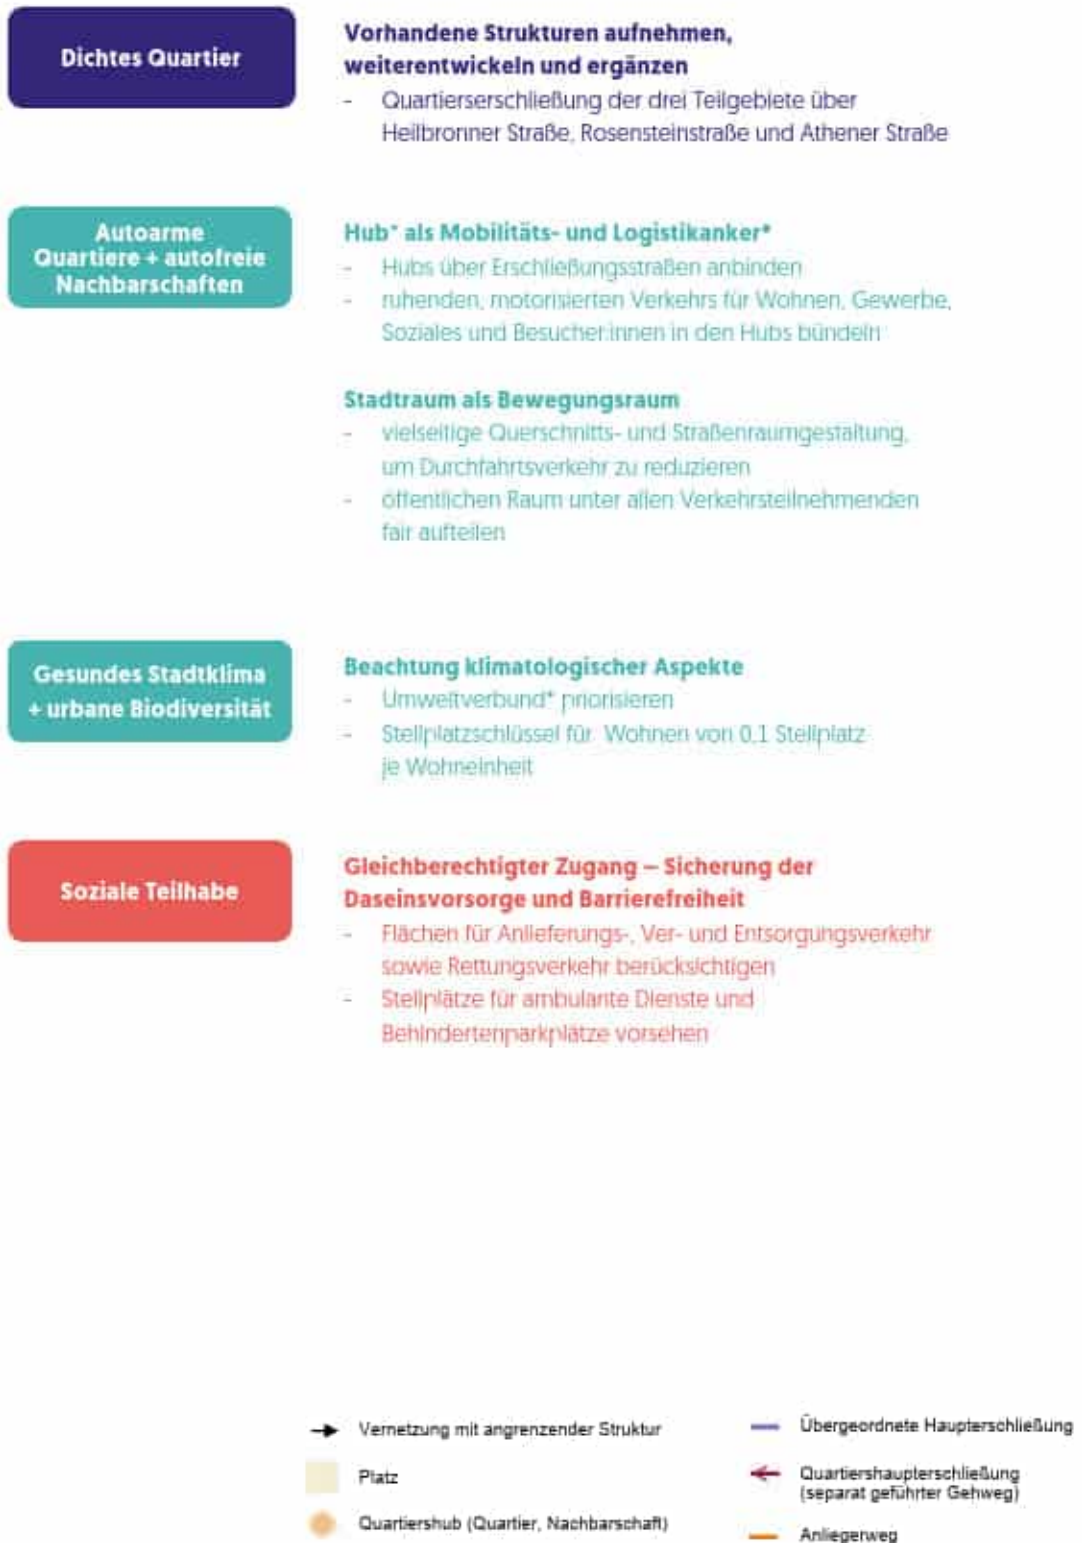 Dichtes Quartier
Vorhandene Strukturen aufnehmen,
weiterentwickeln und ergänzen
- Quartierserschließung der drei Teilgebiete über
Heilbronner Straße, Rosensteinstraße und Athener Straße
Autoarme
Quartiere + autofreie
Nachbarschaften
Hub* als Mobilitäts- und Logistikanker*
- Hubs über Erschließungsstraßen anbinden
- ruhenden, motorisierten Verkehrs für Wohnen, Gewerbe,
Soziales und Besucher:innen in den Hubs bündeln
Stadtraum als Bewegungsraum
- vielseitige Querschnitts- und Straßenraumgestaltung,
um Durchfahrtsverkehr zu reduzieren
- öffentlichen Raum unter allen Verkehrsteilnehmenden
fair aufteilen
Gesundes Stadtklima
+ urbane Biodiversität
Beachtung klimatologischer Aspekte
- Umweltverbund* priorisieren
- Stellplatzschlüssel für Wohnen von 0,1 Stellplatz
je Wohneinheit
Soziale Teilhabe
Gleichberechtigter Zugang – Sicherung der
Daseinsvorsorge und Barrierefreiheit
- Flächen für Anlieferungs-, Ver- und Entsorgungsverkehr
sowie Rettungsverkehr berücksichtigen
- Stellplätze für ambulante Dienste und
Behindertenparkplätze vorsehen
Vernetzung mit angrenzender Struktur
Platz
Quartiershub (Quartier, Nachbarschaft)
Übergeordnete Haupterschließung
Quartiershaupterschließung
(separat geführter Gehweg)
Anliegerweg